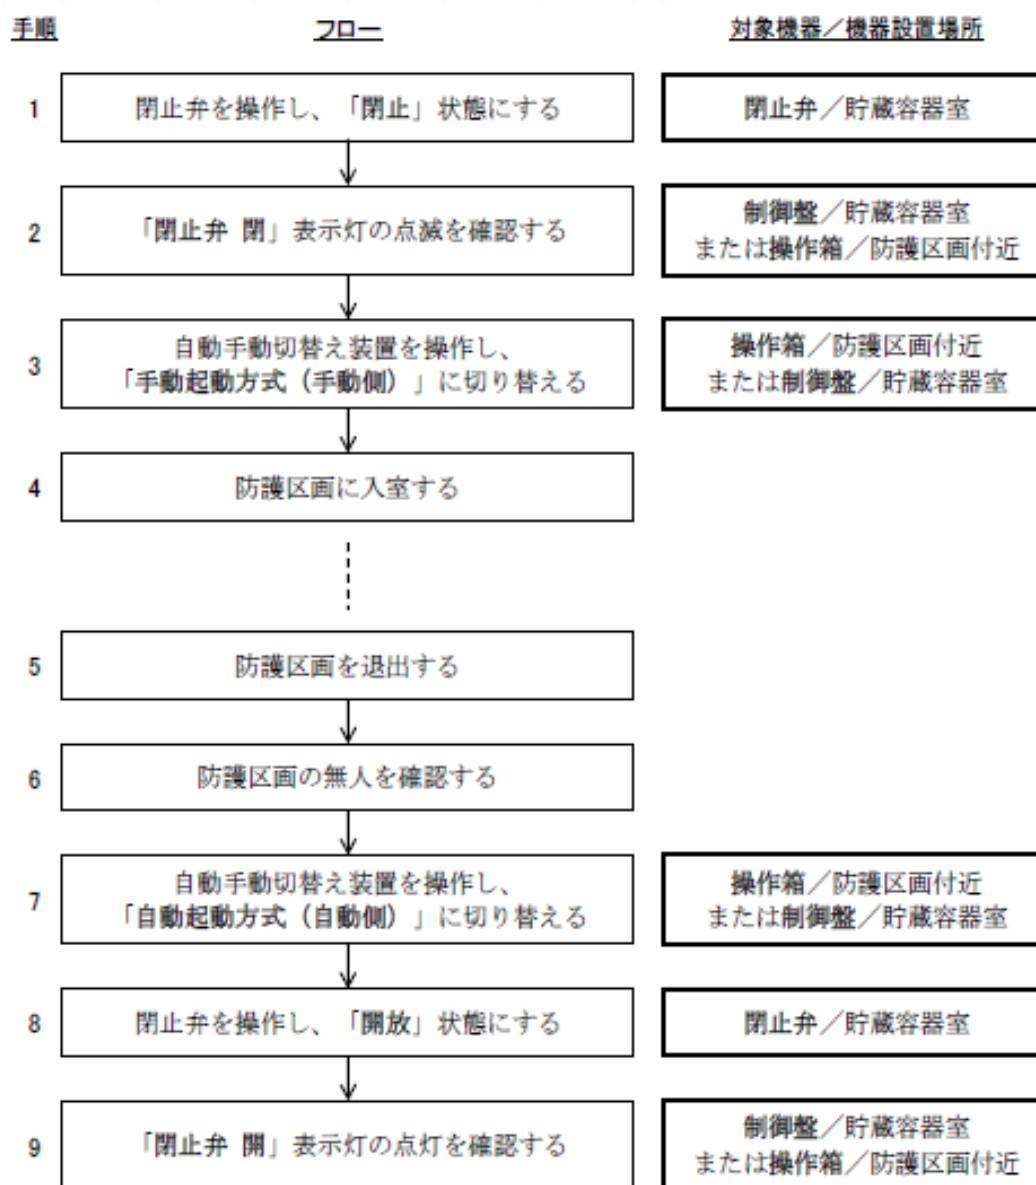 手順 フロー 対象機器／機器設置場所
1 閉止弁を操作し、「閉止」状態にする 閉止弁／貯蔵容器室
2 「閉止弁 閉」表示灯の点滅を確認する 制御盤／貯蔵容器室
または操作箱／防護区画付近
3 自動手動切替え装置を操作し、
「手動起動方式（手動側）」に切り替える 操作箱／防護区画付近
または制御盤／貯蔵容器室
4 防護区画に入室する
5 防護区画を退出する
6 防護区画の無人を確認する
7 自動手動切替え装置を操作し、
「自動起動方式（自動側）」に切り替える 操作箱／防護区画付近
または制御盤／貯蔵容器室
8 閉止弁を操作し、「開放」状態にする 閉止弁／貯蔵容器室
9 「閉止弁 開」表示灯の点灯を確認する 制御盤／貯蔵容器室
または操作箱／防護区画付近